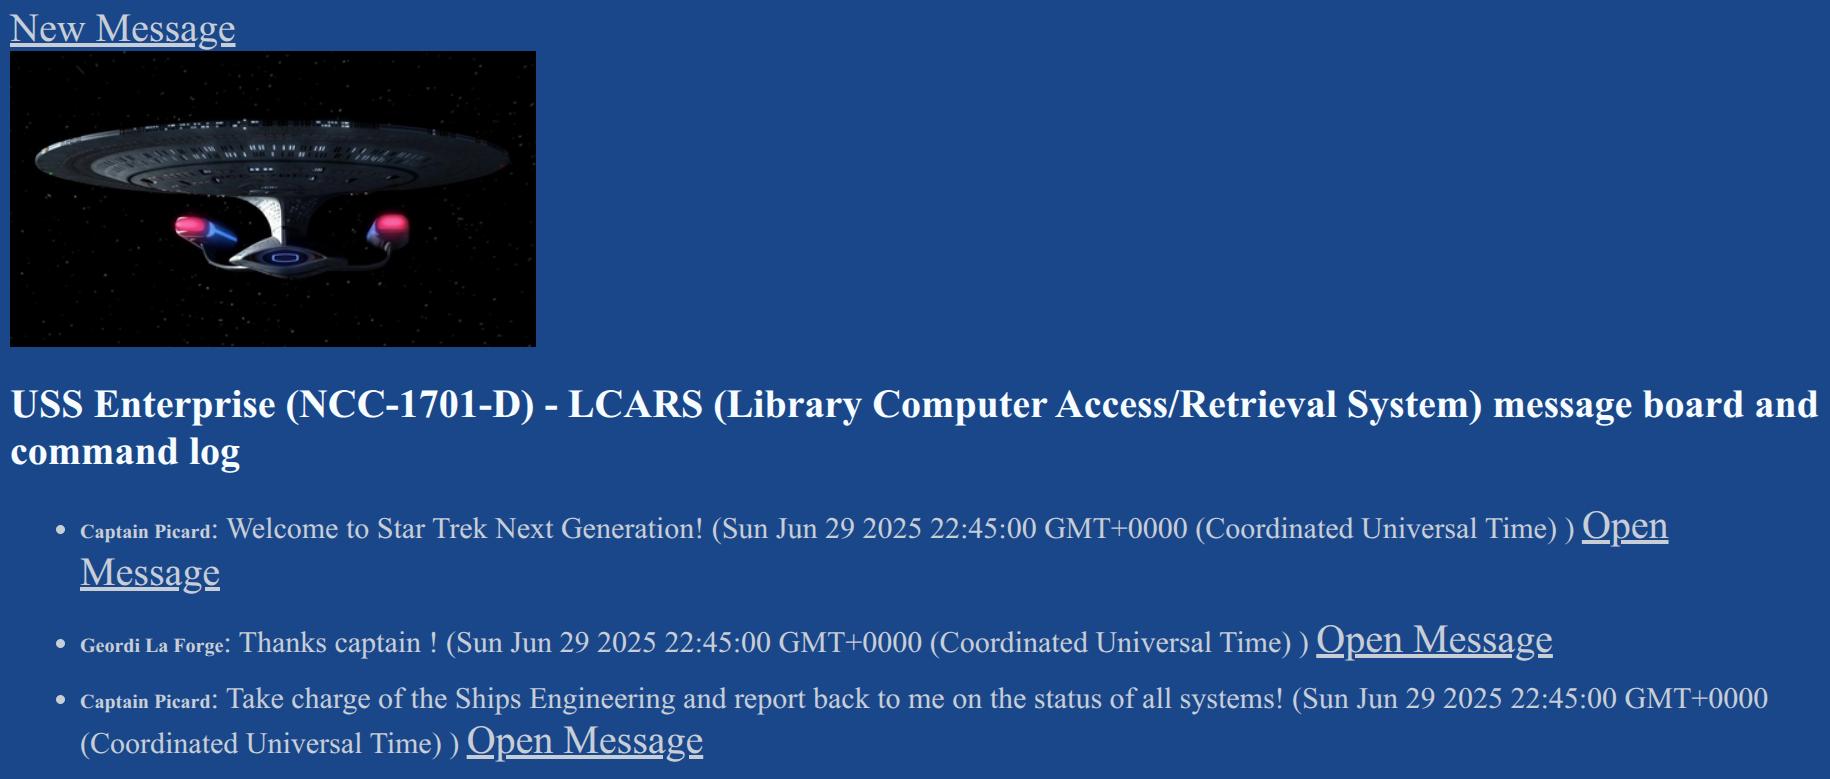 New Message
USS Enterprise (NCC-1701-D) - LCARS (Library Computer Access/Retrieval System) message board and
command log
Captain Picard: Welcome to Star Trek Next Generation! (Sun Jun 29 2025 22:45:00 GMT+0000 (Coordinated Universal Time) ) Open
Message
Geordi La Forge: Thanks captain ! (Sun Jun 29 2025 22:45:00 GMT+0000 (Coordinated Universal Time) ) Open Message
Captain Picard: Take charge of the Ships Engineering and report back to me on the status of all systems! (Sun Jun 29 2025 22:45:00 GMT+0000
(Coordinated Universal Time) ) Open Message